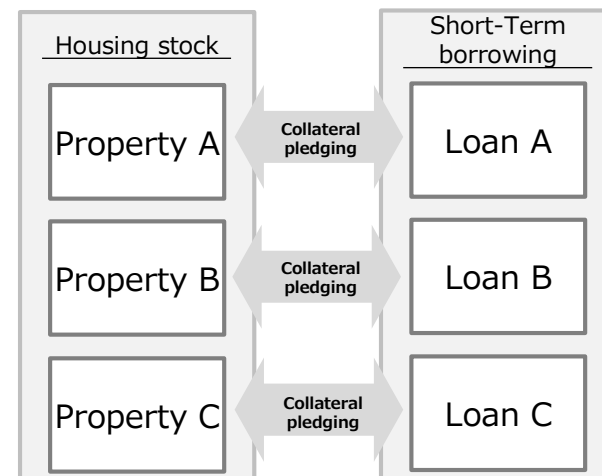 Housing stock
Short-Term
borrowing
Property A
Collateral
pledging
Loan A
Property B
Collateral
pledging
Loan B
Property C
Collateral
pledging
Loan C